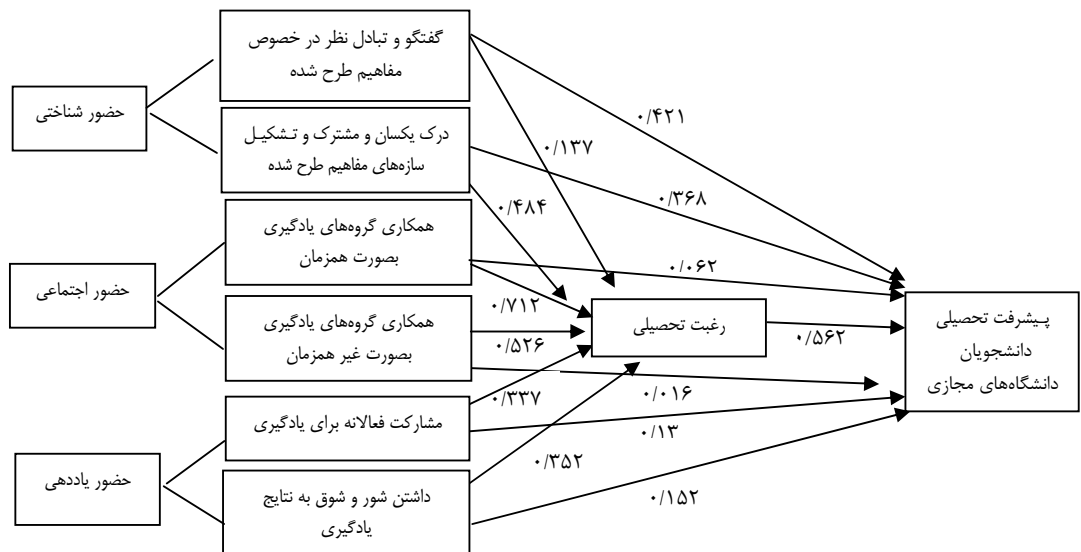 حضور شناختی
گفتگو و تبادل نظر در خصوص
مفاهیم طرح شده
درک یکسان و مشترک و تشکیل
سازه‌های مفاهیم طرح شده
حضور اجتماعی
همکاری گروه‌های یادگیری
بصورت همزمان
همکاری گروه‌های یادگیری
بصورت غیر همزمان
حضور یاددهی
مشارکت فعالانه برای یادگیری
داشتن شور و شوق به نتایج
یادگیری
رغبت تحصیلی
پیشرفت تحصیلی
دانشجویان
دانشگاه‌های مجازی
۰/۴۲۱
۰/۱۳۷
۰/۳۶۸
۰/۴۸۴
۰/۰۶۲
۰/۷۱۲
۰/۵۲۶
۰/۵۶۲
۰/۳۳۷
۰/۰۱۶
۰/۱۳
۰/۳۵۲
۰/۱۵۲